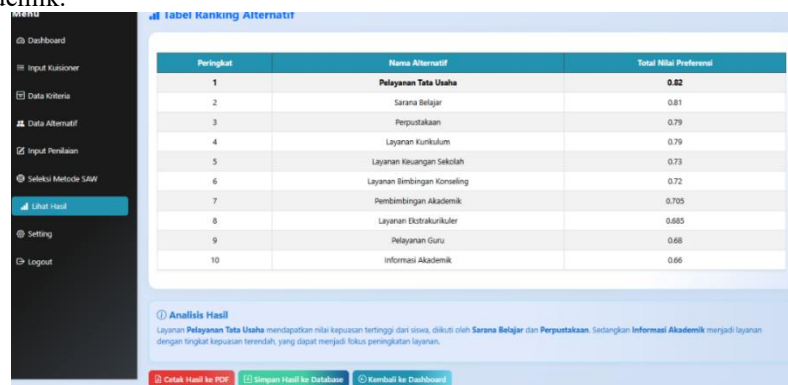 Menu
Tabel Ranking Alternatif
Dashboard
Input Kuisioner
Data Kriteria
Data Alternatif
Input Penilaian
Seleksi Metode SAW
Lihat Hasil
Setting
Logout
Peringkat Nama Alternatif Total Nilai Preferensi
1 Pelayanan Tata Usaha 0.82
2 Sarana Belajar 0.81
3 Perpustakaan 0.79
4 Layanan Kurikulum 0.79
5 Layanan Keuangan Sekolah 0.73
6 Layanan Bimbingan Konseling 0.72
7 Pembimbingan Akademik 0.705
8 Layanan Ekstrakurikuler 0.685
9 Pelayanan Guru 0.68
10 Informasi Akademik 0.66
Analisis Hasil
Layanan Pelayanan Tata Usaha mendapatkan nilai kepuasan tertinggi dari siswa, diikuti oleh Sarana Belajar dan Perpustakaan. Sedangkan Informasi Akademik menjadi layanan
dengan tingkat kepuasan terendah, yang dapat menjadi fokus peningkatan layanan.
Cetak Hasil ke PDF Simpan Hasil ke Database Kembali ke Dashboard